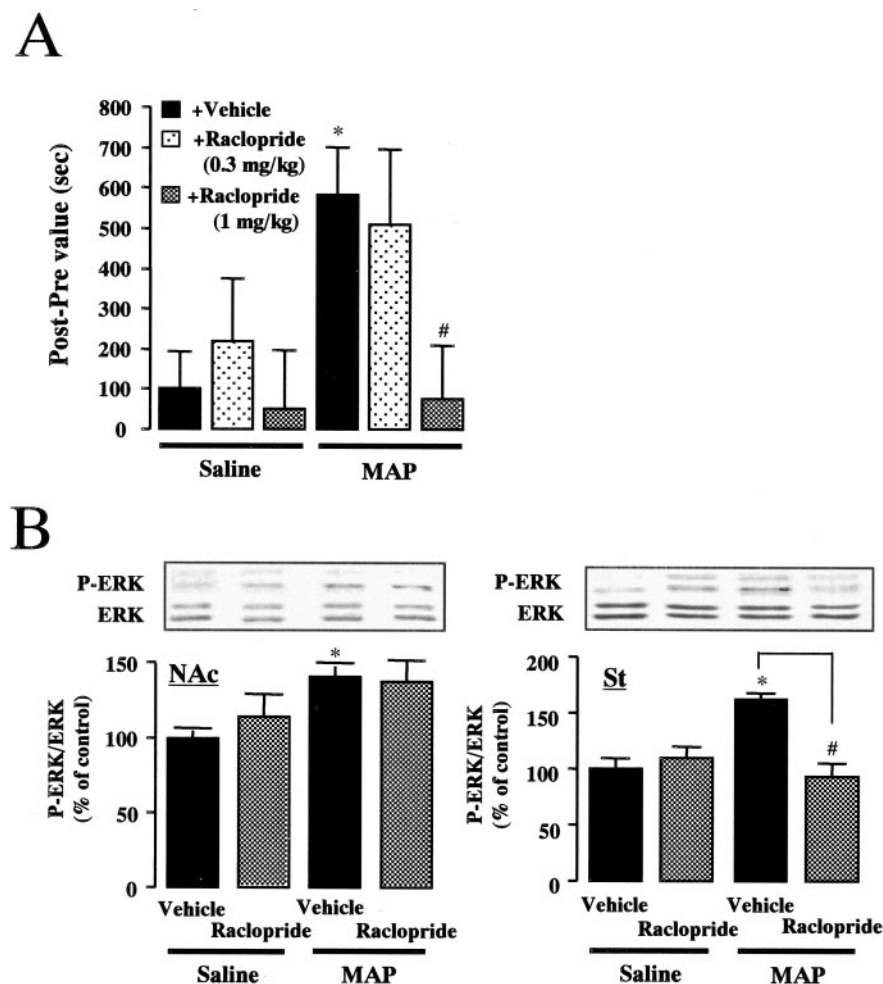 A
Post-Pre value (sec)
800
700
600
500
400
300
200
100
0
+Vehicle
+Raclopride
(0.3 mg/kg)
+Raclopride
(1 mg/kg)
*
#
Saline
MAP
B
P-ERK
ERK
P-ERK/ERK
(% of control)
150
100
50
0
NAc
*
Vehicle
Raclopride
Vehicle
Raclopride
Saline
MAP
P-ERK
ERK
P-ERK/ERK
(% of control)
200
150
100
50
0
St
*
#
Vehicle
Raclopride
Vehicle
Raclopride
Saline
MAP